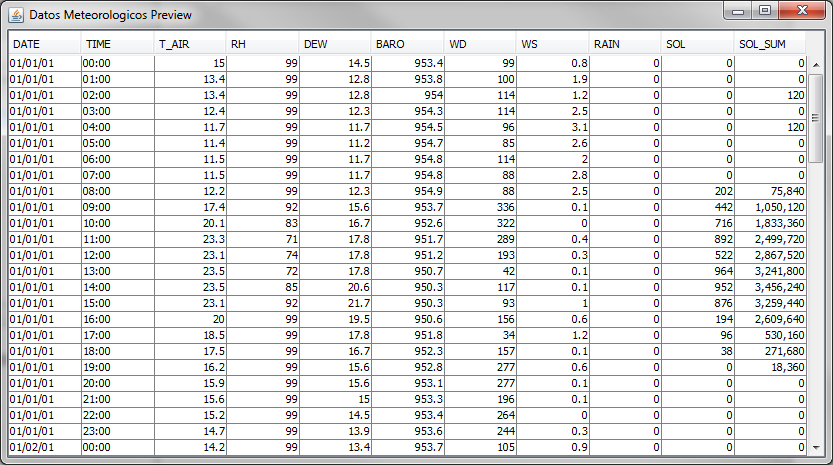 Datos Meteorologicos Preview
DATE TIME T_AIR RH DEW BARO WD WS RAIN SOL SOL_SUM
01/01/01 00:00 15 99 14.5 953.4 99 0.8 0 0 0
01/01/01 01:00 13.4 99 12.8 953.8 100 1.9 0 0 0
01/01/01 02:00 13.4 99 12.8 954 114 1.2 0 0 120
01/01/01 03:00 12.4 99 12.3 954.3 114 2.5 0 0 0
01/01/01 04:00 11.7 99 11.7 954.5 96 3.1 0 0 120
01/01/01 05:00 11.4 99 11.2 954.7 85 2.6 0 0 0
01/01/01 06:00 11.5 99 11.7 954.8 114 2 0 0 0
01/01/01 07:00 11.5 99 11.7 954.8 88 2.8 0 0 0
01/01/01 08:00 12.2 99 12.3 954.9 88 2.5 0 202 75,840
01/01/01 09:00 17.4 92 15.6 953.7 336 0.1 0 442 1,050,120
01/01/01 10:00 20.1 83 16.7 952.6 322 0 0 716 1,833,360
01/01/01 11:00 23.3 71 17.8 951.7 289 0.4 0 892 2,499,720
01/01/01 12:00 23.1 74 17.8 951.2 193 0.3 0 522 2,867,520
01/01/01 13:00 23.5 72 17.8 950.7 42 0.1 0 964 3,241,800
01/01/01 14:00 23.5 85 20.6 950.3 117 0.1 0 952 3,456,240
01/01/01 15:00 23.1 92 21.7 950.3 93 1 0 876 3,259,440
01/01/01 16:00 20 99 19.5 950.6 156 0.6 0 194 2,609,640
01/01/01 17:00 18.5 99 17.8 951.8 34 1.2 0 96 530,160
01/01/01 18:00 17.5 99 16.7 952.3 157 0.1 0 38 271,680
01/01/01 19:00 16.2 99 15.6 952.8 277 0.6 0 0 18,360
01/01/01 20:00 15.9 99 15.6 953.1 277 0.1 0 0 0
01/01/01 21:00 15.6 99 15 953.3 196 0.1 0 0 0
01/01/01 22:00 15.2 99 14.5 953.4 264 0 0 0 0
01/01/01 23:00 14.7 99 13.9 953.6 244 0.3 0 0 0
01/02/01 00:00 14.2 99 13.4 953.7 105 0.9 0 0 0